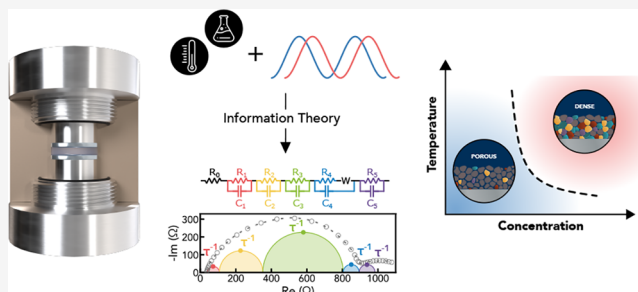 +
Information Theory
R0 R1 R2 R3 R4 W R5
C1 C2 C3 C4 C5
-Im (Ω)
300
200
100
0
τ-1 τ-1 τ-1 τ-1 τ-1
0 200 400 600 800 1000
Re (Ω)
Temperature
DENSE
POROUS
Concentration